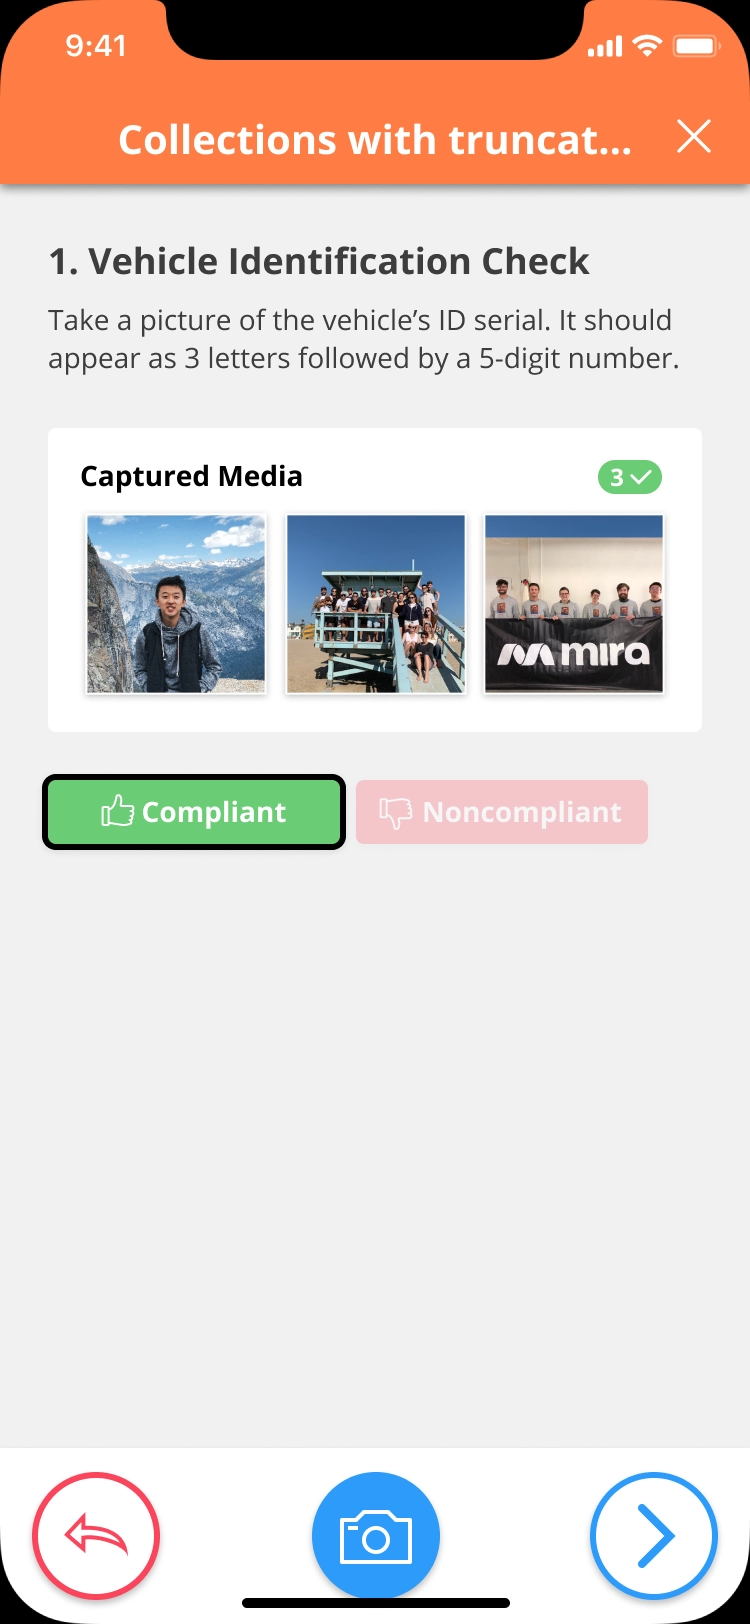 9:41
Collections with truncat...
1. Vehicle Identification Check
Take a picture of the vehicle’s ID serial. It should
appear as 3 letters followed by a 5-digit number.
Captured Media
3
mira
Compliant
Noncompliant